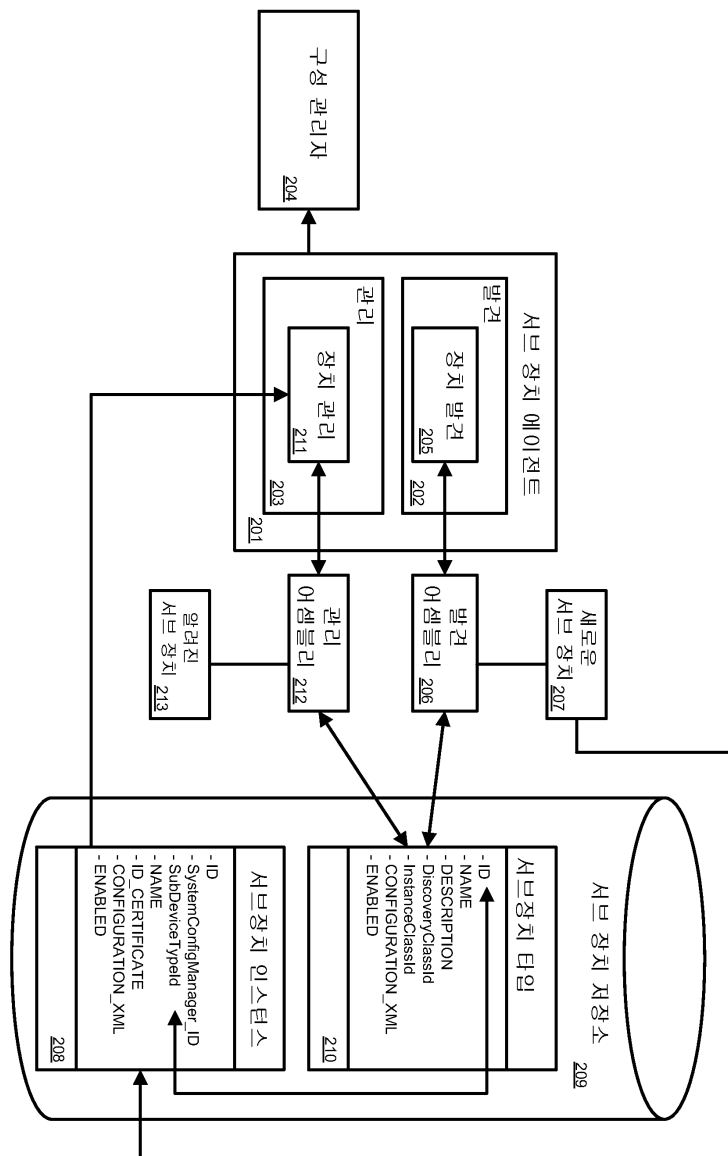 구성 관리자
204
서브 장치 에이전트
발견
장치 발견
205
202
관리
장치 관리
211
203
201
새로운
서브 장치
207
발견
어셈블리
206
관리
어셈블리
212
알려진
서브 장치
213
서브 장치 저장소
209
서브장치 타입
- ID
- NAME
- DESCRIPTION
- DiscoveryClassId
- InstanceClassId
- CONFIGURATION_XML
- ENABLED
210
서브장치 인스턴스
- ID
- SystemConfigManager_ID
- SubDeviceTypeId
- NAME
- ID_CERTIFICATE
- CONFIGURATION_XML
- ENABLED
208